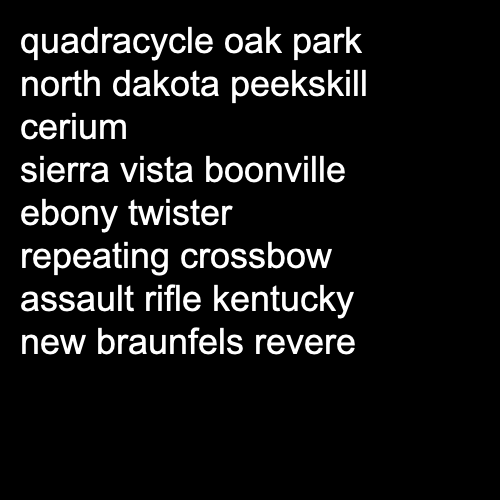 quadracycle oak park
north dakota peekskill
cerium
sierra vista boonville
ebony twister
repeating crossbow
assault rifle kentucky
new braunfels revere